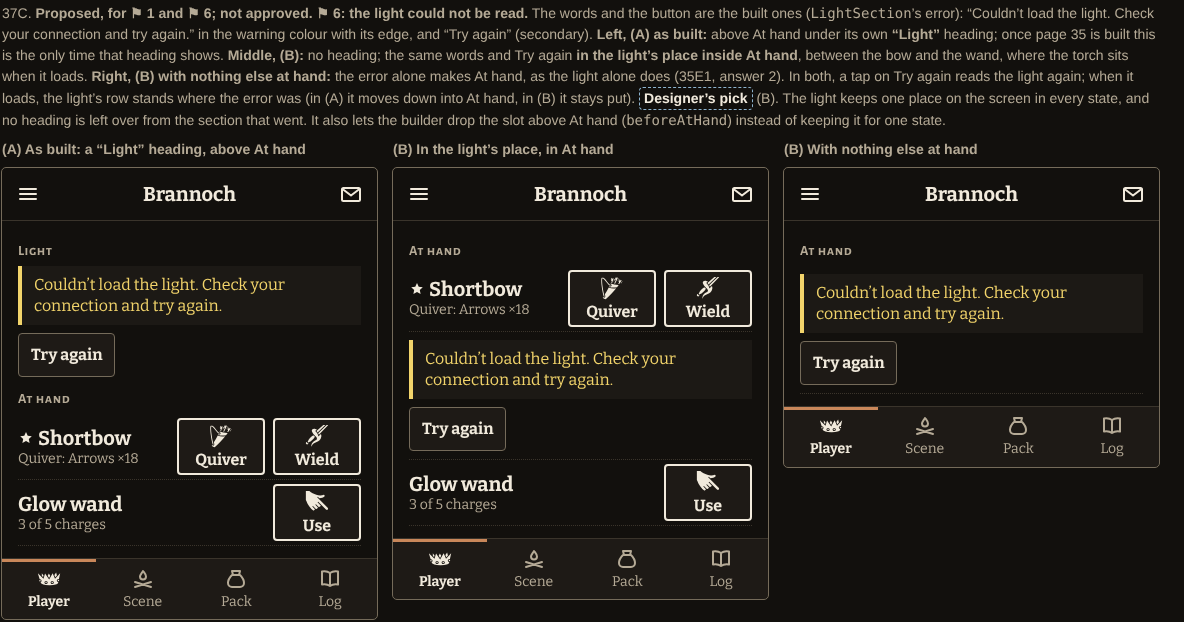 37C. Proposed, for ⚑ 1 and ⚑ 6; not approved. ⚑ 6: the light could not be read. The words and the button are the built ones (LightSection's error): “Couldn’t load the light. Check
your connection and try again.” in the warning colour with its edge, and “Try again” (secondary). Left, (A) as built: above At hand under its own “Light” heading; once page 35 is built this
is the only time that heading shows. Middle, (B): no heading; the same words and Try again in the light’s place inside At hand, between the bow and the wand, where the torch sits
when it loads. Right, (B) with nothing else at hand: the error alone makes At hand, as the light alone does (35E1, answer 2). In both, a tap on Try again reads the light again; when it
loads, the light’s row stands where the error was (in (A) it moves down into At hand, in (B) it stays put). Designer’s pick (B). The light keeps one place on the screen in every state, and
no heading is left over from the section that went. It also lets the builder drop the slot above At hand (beforeAtHand) instead of keeping it for one state.
(A) As built: a “Light” heading, above At hand
Brannoch
Light
Couldn’t load the light. Check your
connection and try again.
Try again
At hand
Shortbow
Quiver: Arrows ×18
Quiver
Wield
Glow wand
3 of 5 charges
Use
Player
Scene
Pack
Log
(B) In the light’s place, in At hand
Brannoch
At hand
Shortbow
Quiver: Arrows ×18
Quiver
Wield
Couldn’t load the light. Check your
connection and try again.
Try again
Glow wand
3 of 5 charges
Use
Player
Scene
Pack
Log
(B) With nothing else at hand
Brannoch
At hand
Couldn’t load the light. Check your
connection and try again.
Try again
Player
Scene
Pack
Log